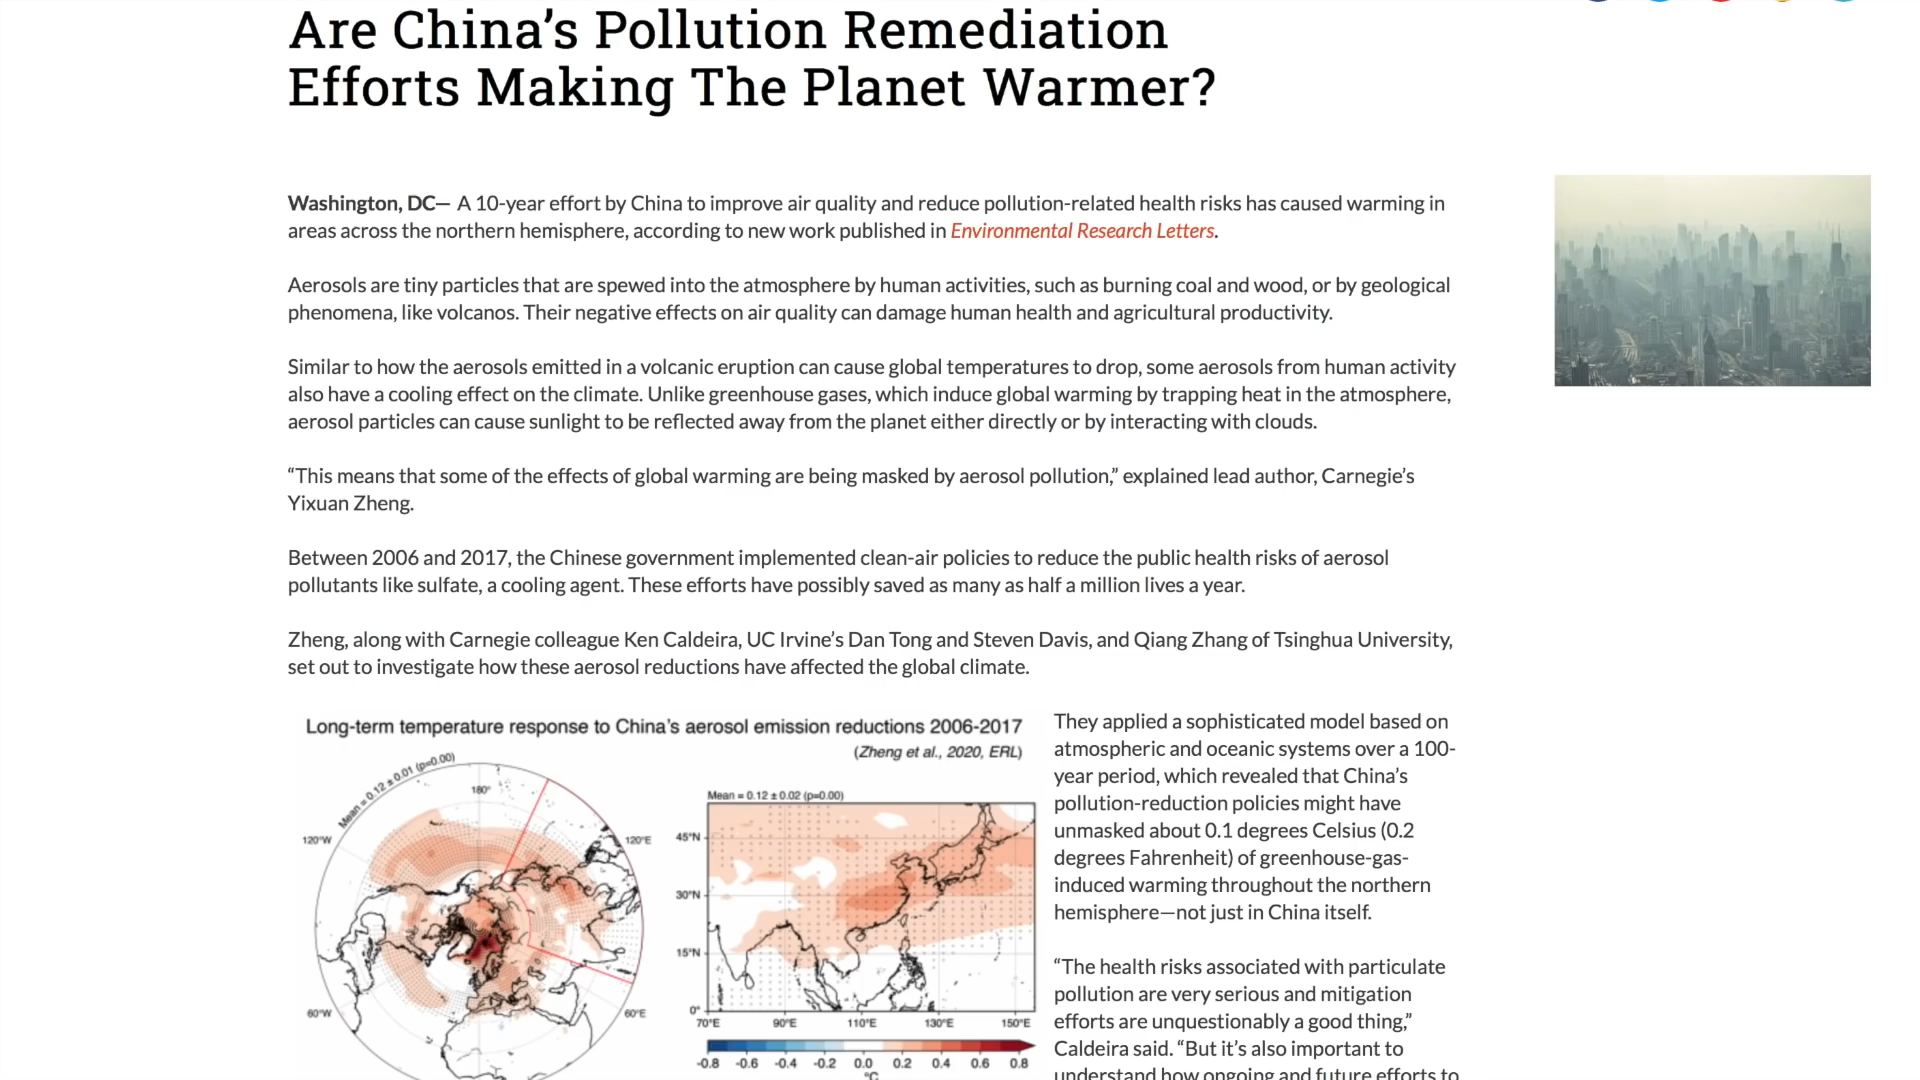 Are China’s Pollution Remediation
Efforts Making The Planet Warmer?
Washington, DC— A 10-year effort by China to improve air quality and reduce pollution-related health risks has caused warming in
areas across the northern hemisphere, according to new work published in Environmental Research Letters.
Aerosols are tiny particles that are spewed into the atmosphere by human activities, such as burning coal and wood, or by geological
phenomena, like volcanos. Their negative effects on air quality can damage human health and agricultural productivity.
Similar to how the aerosols emitted in a volcanic eruption can cause global temperatures to drop, some aerosols from human activity
also have a cooling effect on the climate. Unlike greenhouse gases, which induce global warming by trapping heat in the atmosphere,
aerosol particles can cause sunlight to be reflected away from the planet either directly or by interacting with clouds.
“This means that some of the effects of global warming are being masked by aerosol pollution,” explained lead author, Carnegie’s
Yixuan Zheng.
Between 2006 and 2017, the Chinese government implemented clean-air policies to reduce the public health risks of aerosol
pollutants like sulfate, a cooling agent. These efforts have possibly saved as many as half a million lives a year.
Zheng, along with Carnegie colleague Ken Caldeira, UC Irvine’s Dan Tong and Steven Davis, and Qiang Zhang of Tsinghua University,
set out to investigate how these aerosol reductions have affected the global climate.
Long-term temperature response to China’s aerosol emission reductions 2006-2017
(Zheng et al., 2020, ERL)
Mean = 0.12 ± 0.01 (p=0.00)
180°
120°W
120°E
60°W
60°E
Mean = 0.12 ± 0.02 (p=0.00)
45°N
30°N
15°N
0°
70°E 90°E 110°E 130°E 150°E
-0.8 -0.6 -0.4 -0.2 0.0 0.2 0.4 0.6 0.8
°C
They applied a sophisticated model based on
atmospheric and oceanic systems over a 100-
year period, which revealed that China’s
pollution-reduction policies might have
unmasked about 0.1 degrees Celsius (0.2
degrees Fahrenheit) of greenhouse-gas-
induced warming throughout the northern
hemisphere—not just in China itself.
“The health risks associated with particulate
pollution are very serious and mitigation
efforts are unquestionably a good thing,”
Caldeira said. “But it’s also important to
understand how ongoing and future efforts to